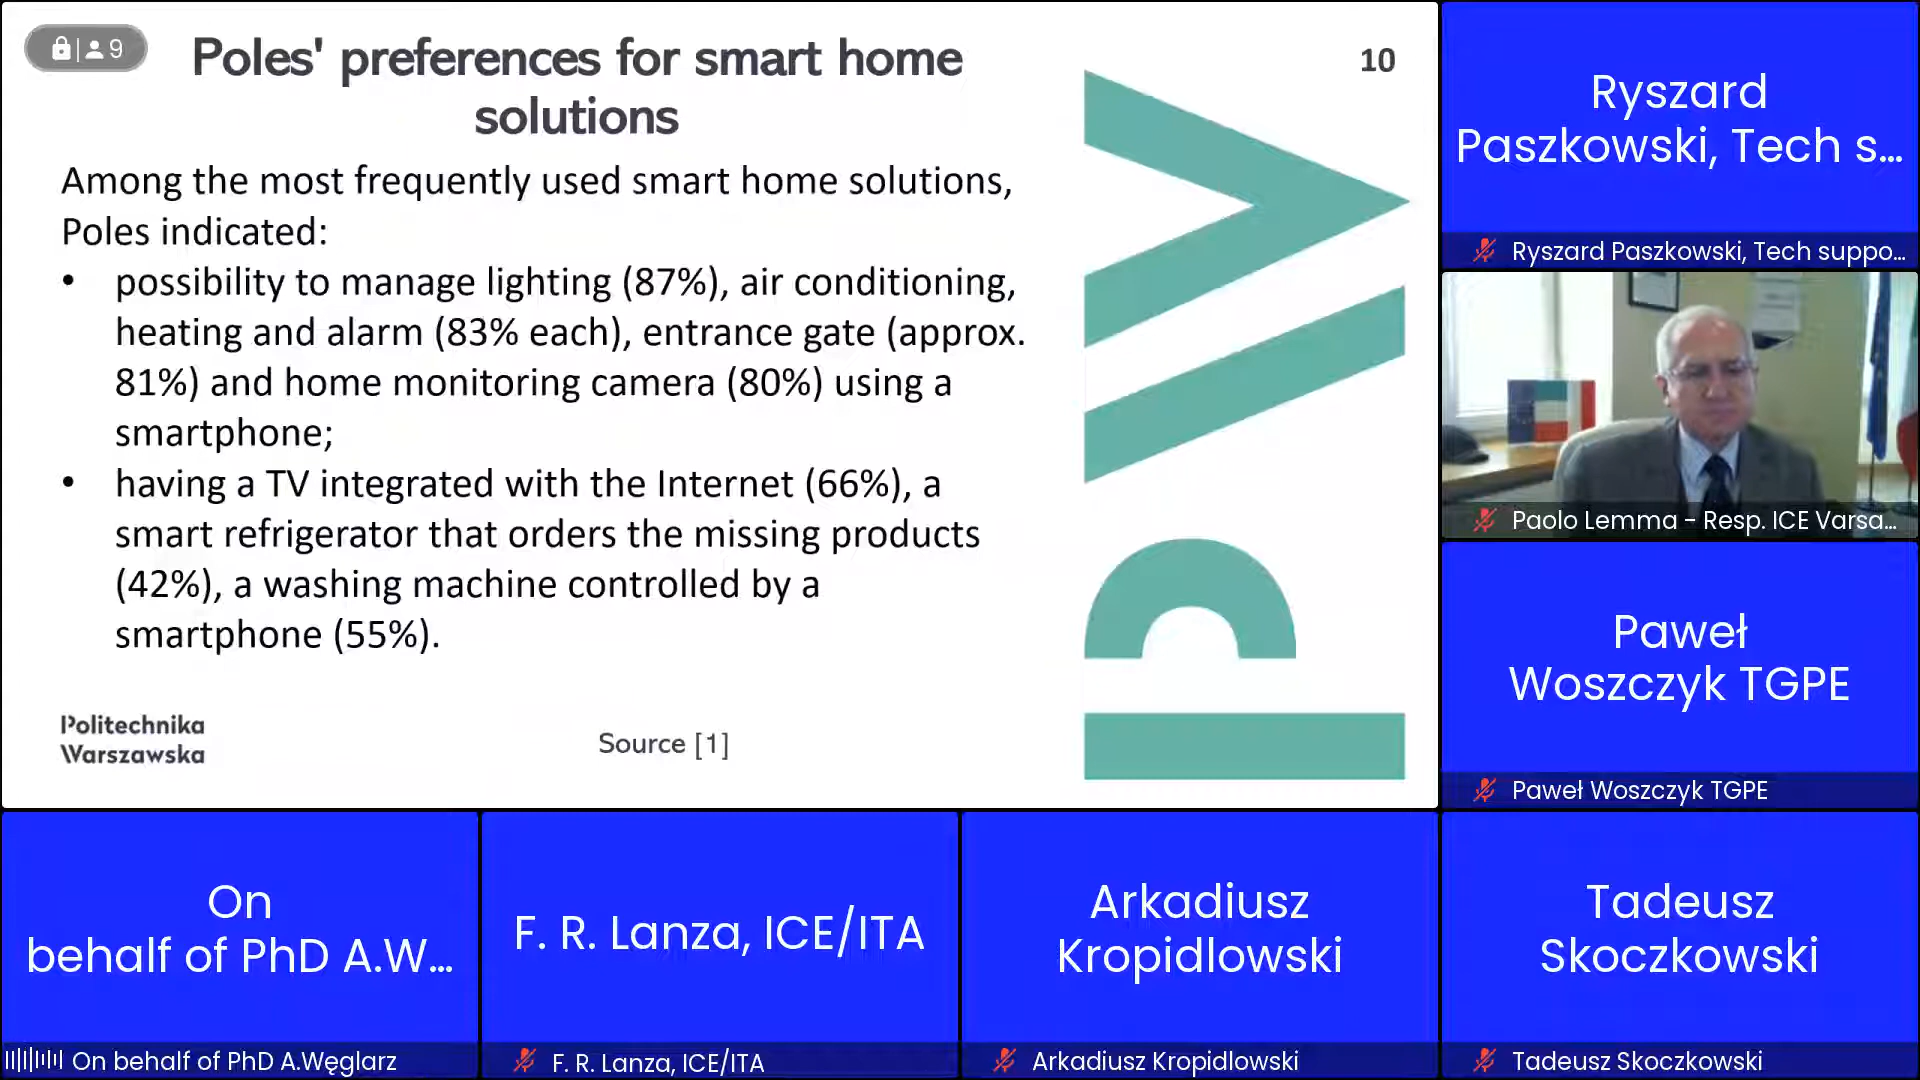 9
Poles' preferences for smart home
solutions
10
Among the most frequently used smart home solutions,
Poles indicated:
• possibility to manage lighting (87%), air conditioning,
heating and alarm (83% each), entrance gate (approx.
81%) and home monitoring camera (80%) using a
smartphone;
• having a TV integrated with the Internet (66%), a
smart refrigerator that orders the missing products
(42%), a washing machine controlled by a
smartphone (55%).
Politechnika
Warszawska
Source [1]
Ryszard
Paszkowski, Tech s...
Ryszard Paszkowski, Tech suppo...
Paolo Lemma - Resp. ICE Varsa...
Paweł
Woszczyk TGPE
Paweł Woszczyk TGPE
On
behalf of PhD A.W...
On behalf of PhD A.Węglarz
F. R. Lanza, ICE/ITA
F. R. Lanza, ICE/ITA
Arkadiusz
Kropidlowski
Arkadiusz Kropidlowski
Tadeusz
Skoczkowski
Tadeusz Skoczkowski